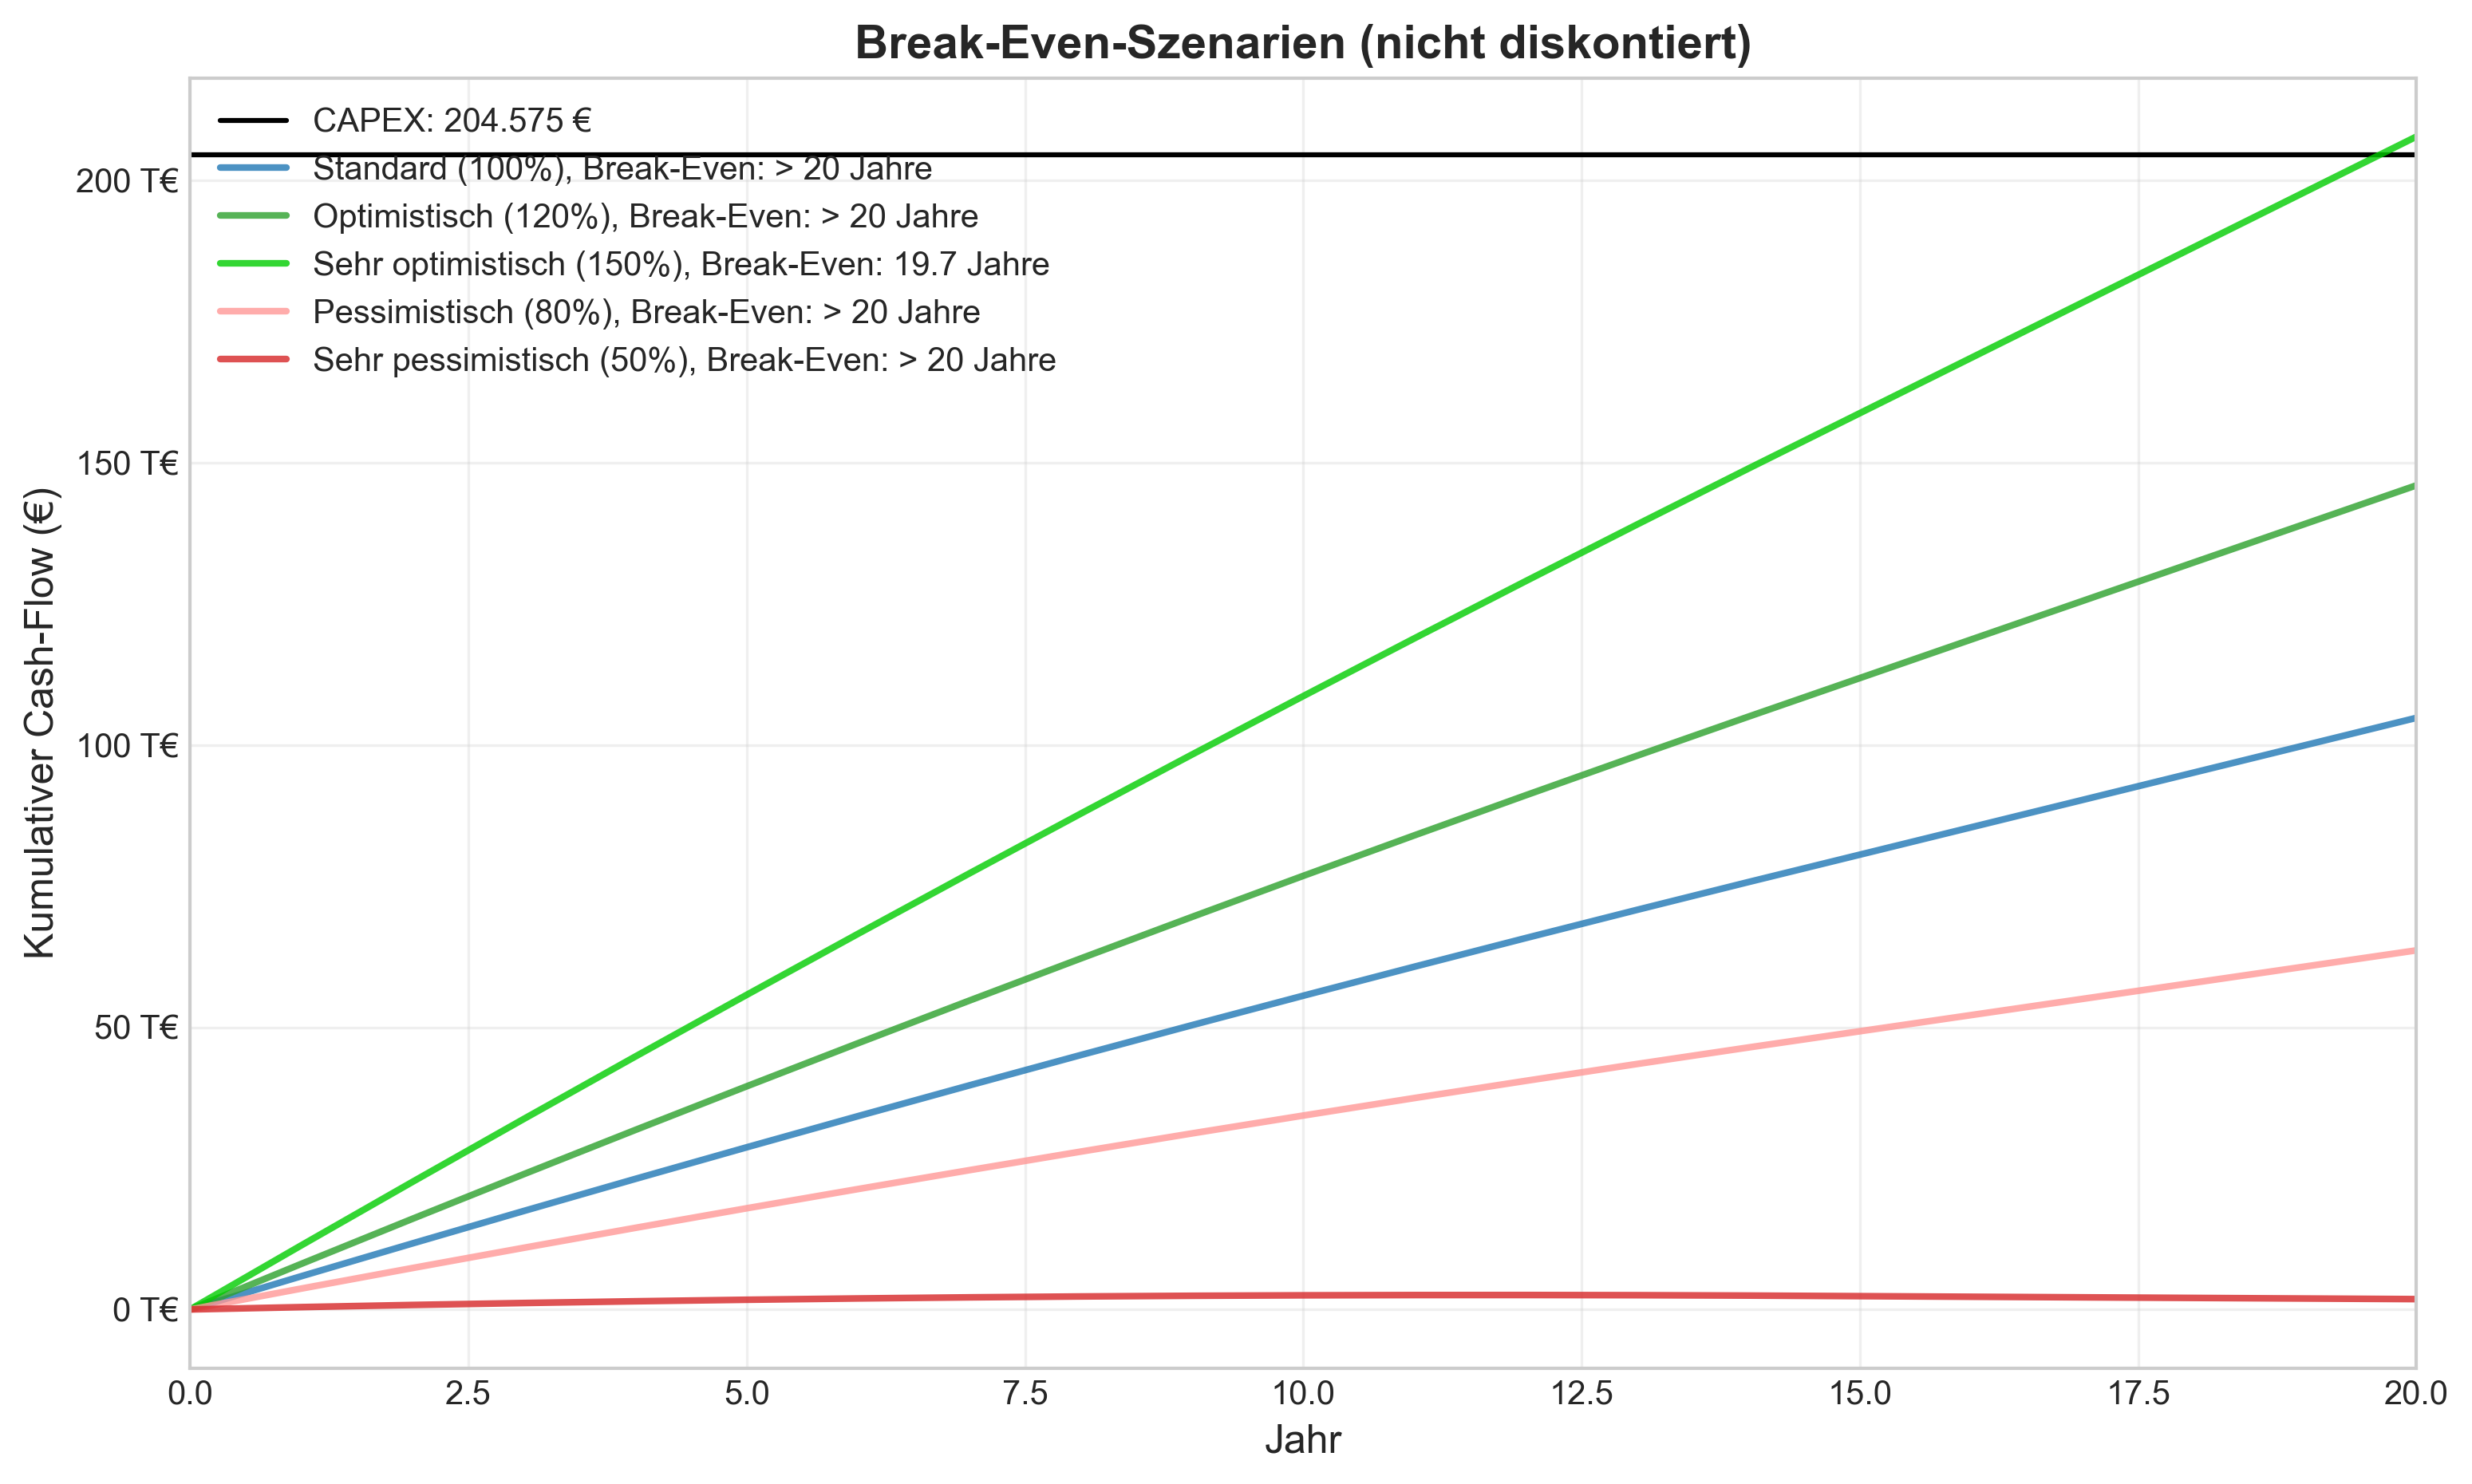 Break-Even-Szenarien (nicht diskontiert)
CAPEX: 204.575 €
Standard (100%), Break-Even: > 20 Jahre
Optimistisch (120%), Break-Even: > 20 Jahre
Sehr optimistisch (150%), Break-Even: 19.7 Jahre
Pessimistisch (80%), Break-Even: > 20 Jahre
Sehr pessimistisch (50%), Break-Even: > 20 Jahre
Kumulativer Cash-Flow (€)
200 T€
150 T€
100 T€
50 T€
0 T€
0.0 2.5 5.0 7.5 10.0 12.5 15.0 17.5 20.0
Jahr